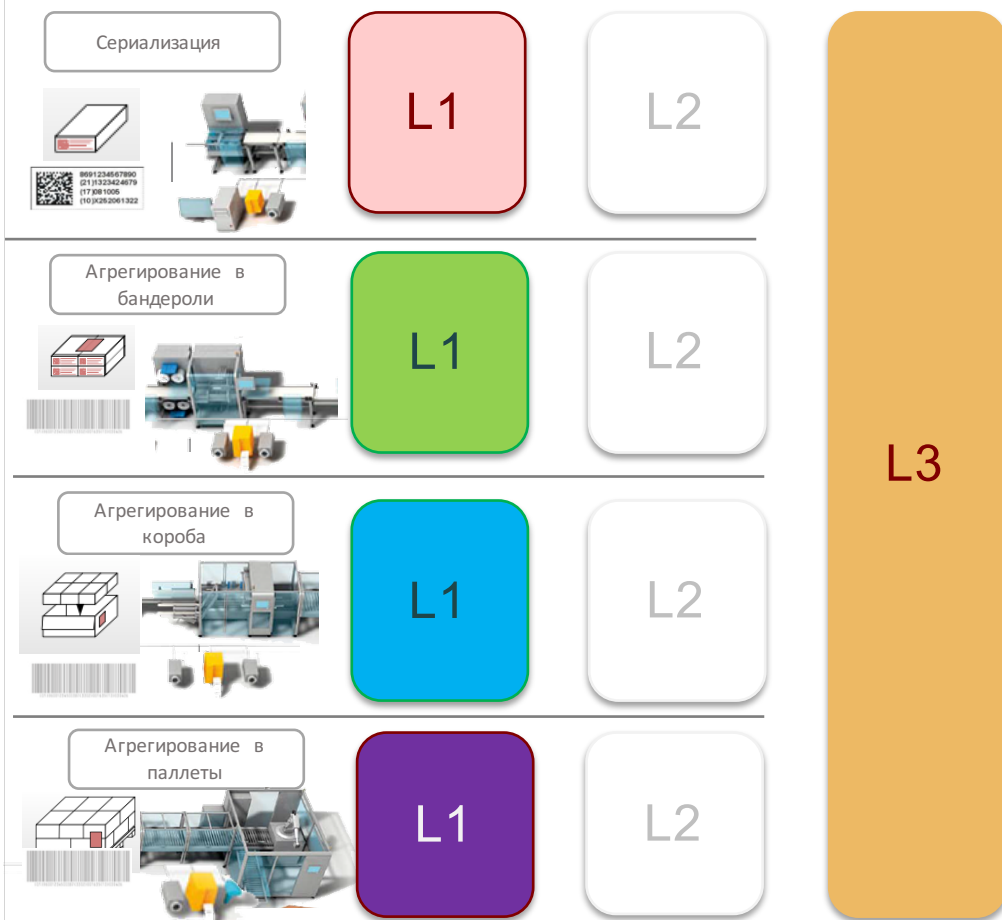 Сериализация
L1
L2
8691234567890
(21)1323424679
(17)081005
(10)X252061322
Агрегирование в
бандероли
L1
L2
L3
Агрегирование в
короба
L1
L2
Агрегирование в
паллеты
L1
L2